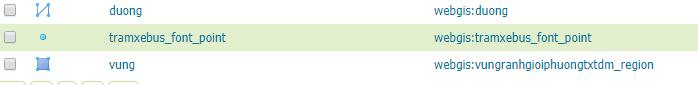 duong webgis:duong
tramxebus_font_point webgis:tramxebus_font_point
vung webgis:vungranhgioiphuongtxtdm_region